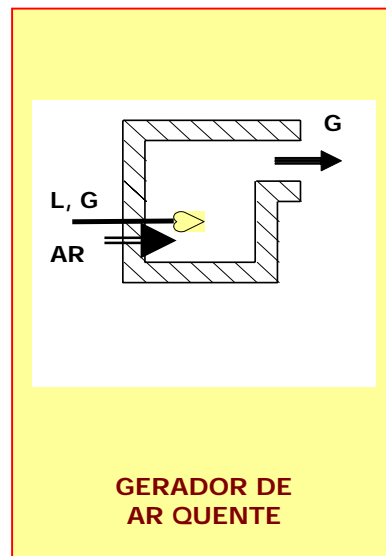 G
L, G
AR
GERADOR DE
AR QUENTE